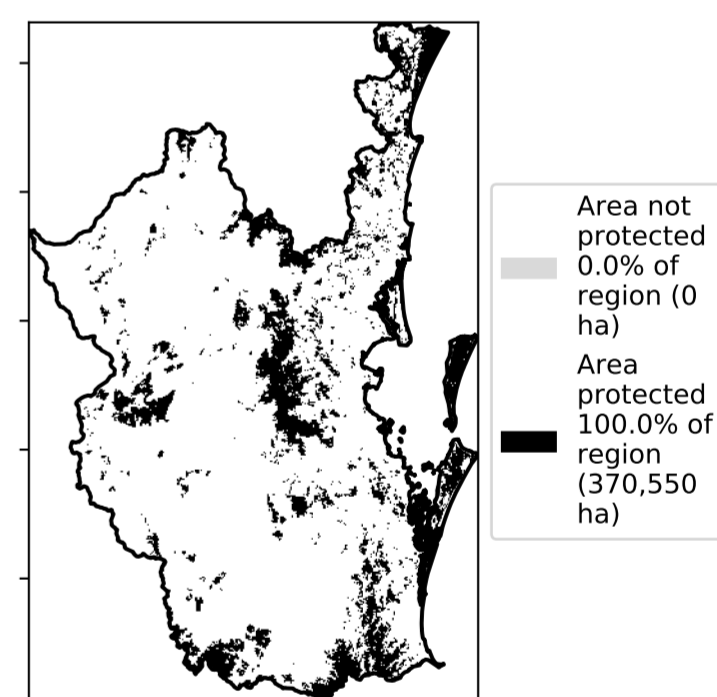 Area not
protected
0.0% of
region (0
ha)
Area
protected
100.0% of
region
(370,550
ha)